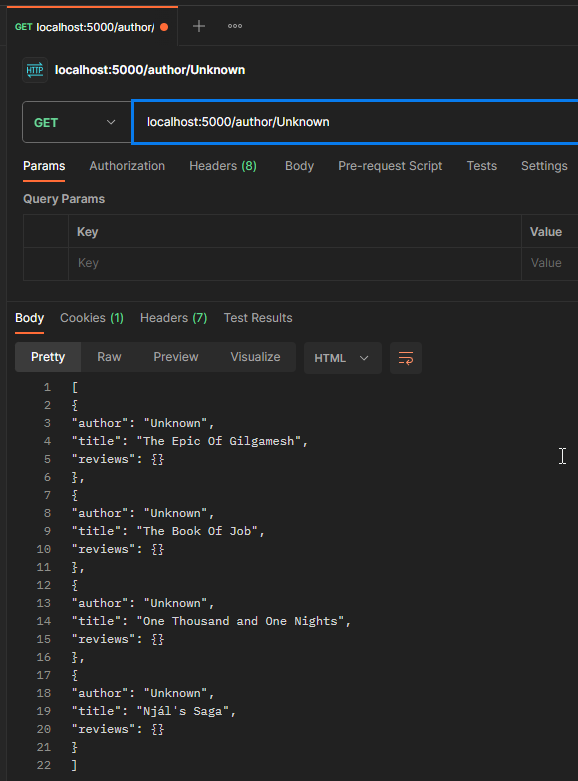 GET localhost:5000/author/
HTTP localhost:5000/author/Unknown
GET localhost:5000/author/Unknown
Params Authorization Headers (8) Body Pre-request Script Tests Settings
Query Params
Key Value
Key Value
Body Cookies (1) Headers (7) Test Results
Pretty Raw Preview Visualize HTML
1 [
2 {
3 "author": "Unknown",
4 "title": "The Epic Of Gilgamesh",
5 "reviews": {}
6 },
7 {
8 "author": "Unknown",
9 "title": "The Book Of Job",
10 "reviews": {}
11 },
12 {
13 "author": "Unknown",
14 "title": "One Thousand and One Nights",
15 "reviews": {}
16 },
17 {
18 "author": "Unknown",
19 "title": "Njál's Saga",
20 "reviews": {}
21 }
22 ]